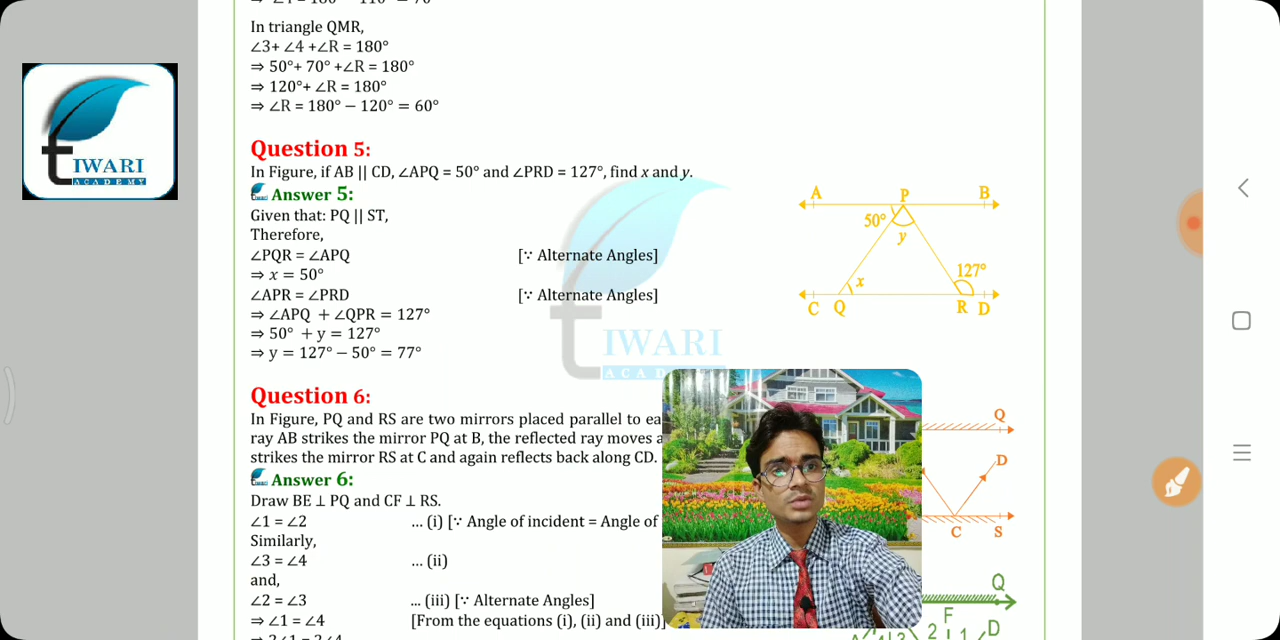 In triangle QMR,
∠3+ ∠4 +∠R = 180°
⇒ 50°+ 70° +∠R = 180°
⇒ 120°+ ∠R = 180°
⇒ ∠R = 180° − 120° = 60°
tIWARI
ACADEMY
Question 5:
In Figure, if AB || CD, ∠APQ = 50° and ∠PRD = 127°, find x and y.
Answer 5:
Given that: PQ || ST,
Therefore,
∠PQR = ∠APQ [∵ Alternate Angles]
⇒ x = 50°
∠APR = ∠PRD [∵ Alternate Angles]
⇒ ∠APQ + ∠QPR = 127°
⇒ 50° + y = 127°
⇒ y = 127° − 50° = 77°
A P B
50°
y
127°
x
C Q R D
tIWARI
Question 6:
In Figure, PQ and RS are two mirrors placed parallel to
ray AB strikes the mirror PQ at B, the reflected ray moves
strikes the mirror RS at C and again reflects back along CD.
Answer 6:
Draw BE ⊥ PQ and CF ⊥ RS.
∠1 = ∠2 ... (i) [∵ Angle of incident = Angle of
Similarly,
∠3 = ∠4 ... (ii)
and,
∠2 = ∠3 ... (iii) [∵ Alternate Angles]
⇒ ∠1 = ∠4 [From the equations (i), (ii) and (iii)]
Q
D
C S
Q
F
2 1 D